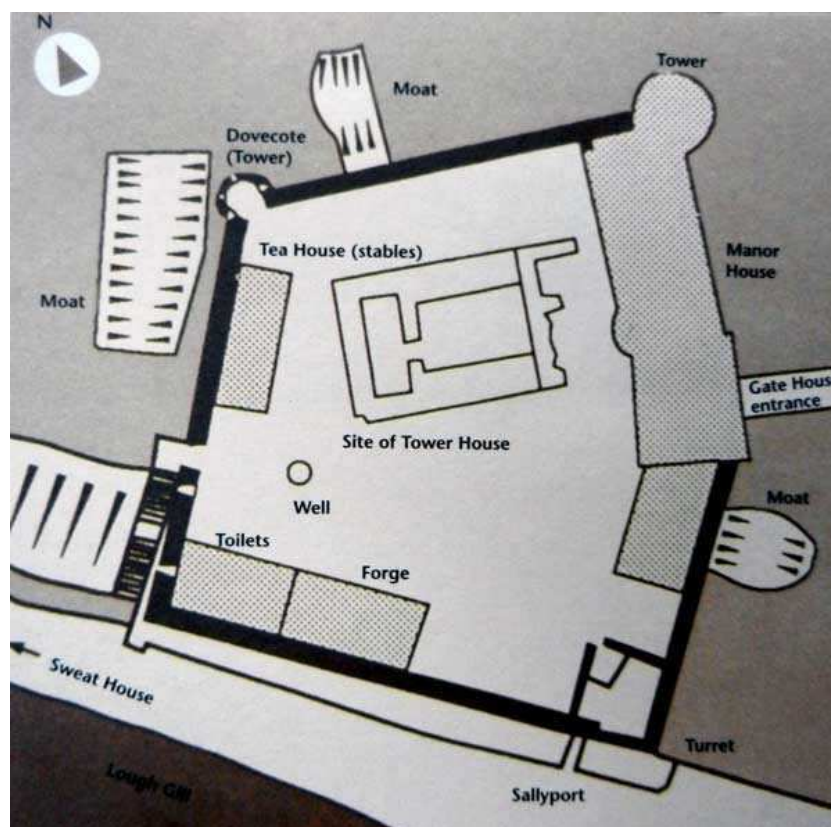 N
Tower
Moat
Dovecote
(Tower)
Tea House (stables)
Manor
House
Moat
Gate Hous
entrance
Site of Tower House
Well
Moat
Toilets
Forge
Sweat House
Turret
Lough Gill
Sallyport